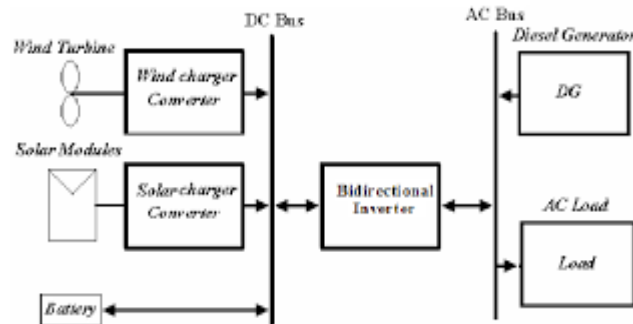 DC Bus
AC Bus
Wind Turbine
Diesel Generator
Wind charger
Converter
DG
Solar Modules
Solar-charger
Converter
Bidirectional
Inverter
AC Load
Load
Battery